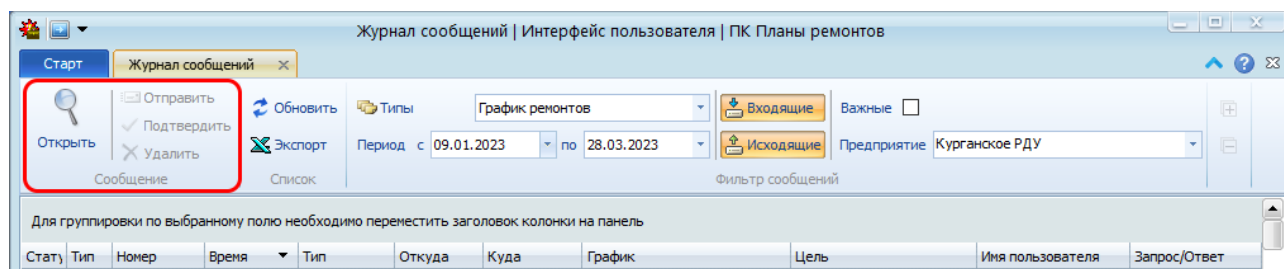 Журнал сообщений | Интерфейс пользователя | ПК Планы ремонтов
Старт Журнал сообщений
Отправить Обновить Типы График ремонтов Входящие Важные
Подтвердить
Открыть Экспорт Период с 09.01.2023 по 28.03.2023 Исходящие Предприятие Курганское РДУ
Удалить
Сообщение Список Фильтр сообщений
Для группировки по выбранному полю необходимо переместить заголовок колонки на панель
Стату Тип Номер Время Тип Откуда Куда График Цель Имя пользователя Запрос/Ответ